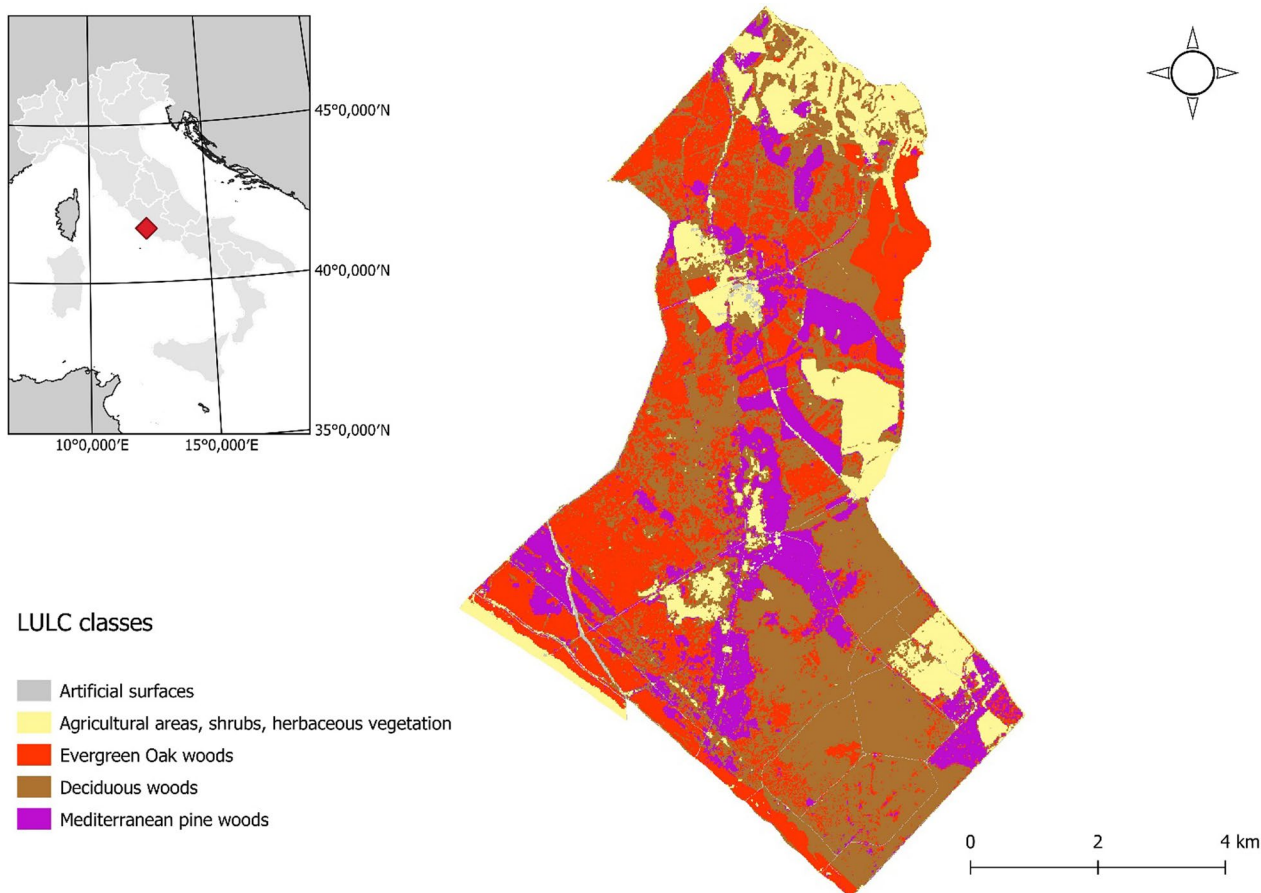 45°0,000’N
40°0,000’N
35°0,000’N
10°0,000’E
15°0,000’E
LULC classes
Artificial surfaces
Agricultural areas, shrubs, herbaceous vegetation
Evergreen Oak woods
Deciduous woods
Mediterranean pine woods
0 2 4 km